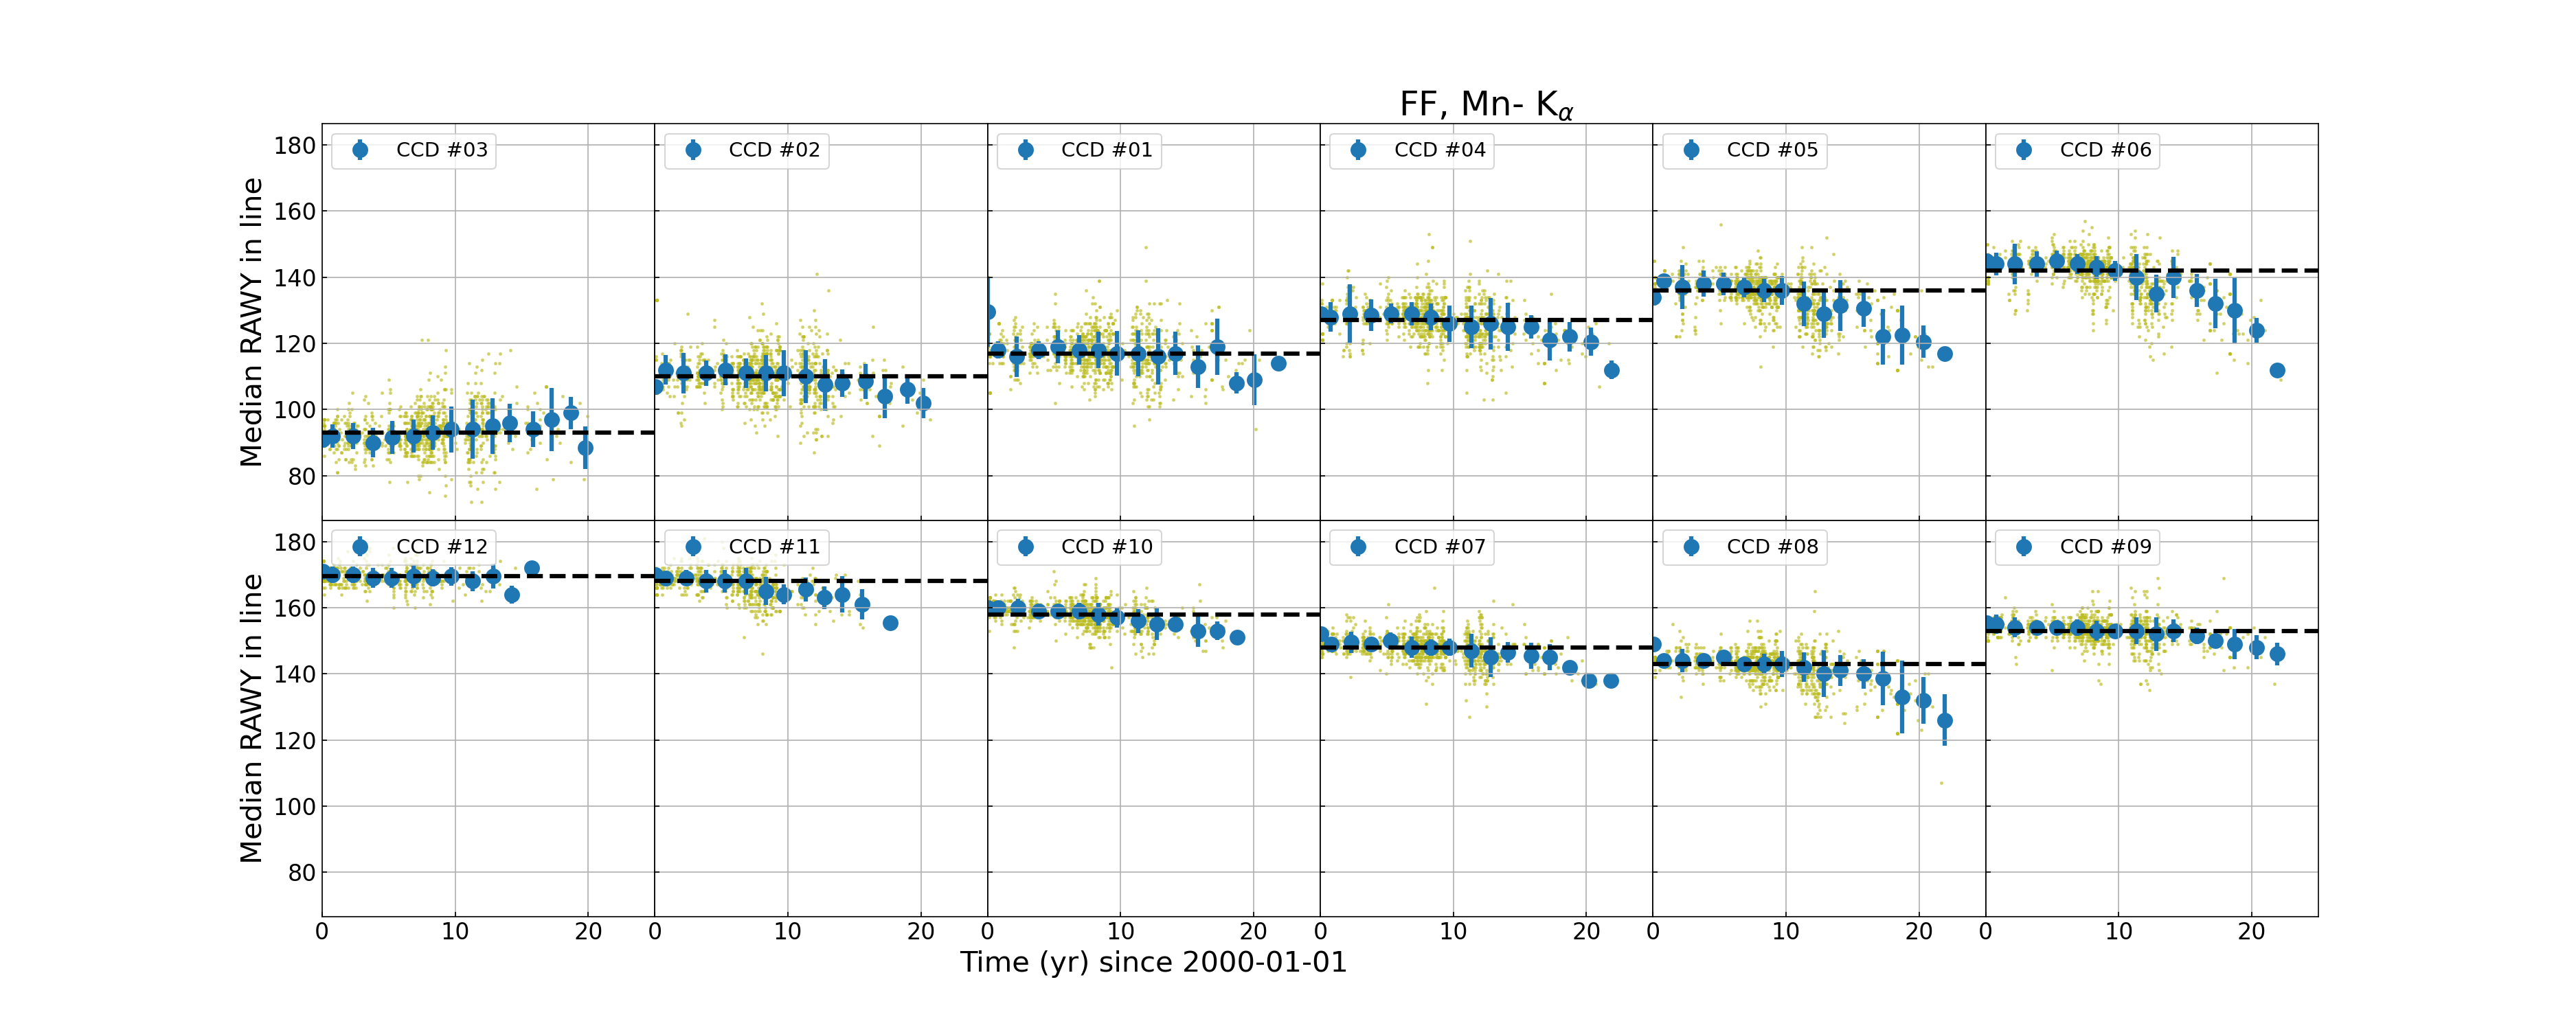 FF, Mn- Kα
Median RAWY in line
180
160
140
120
100
80
CCD #03
CCD #02
CCD #01
CCD #04
CCD #05
CCD #06
Median RAWY in line
180
160
140
120
100
80
CCD #12
CCD #11
CCD #10
CCD #07
CCD #08
CCD #09
0 10 20 0 10 20 0 10 20 0 10 20 0 10 20 0 10 20
Time (yr) since 2000-01-01